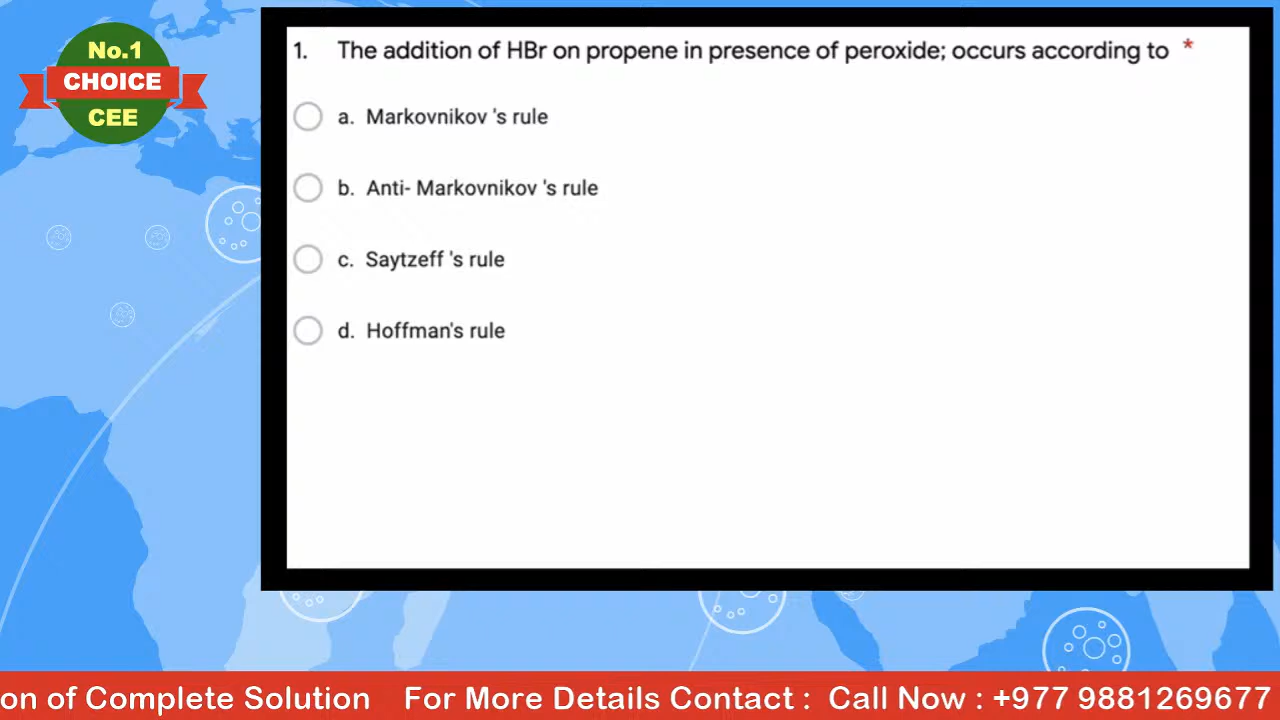 No.1
CHOICE
CEE
1. The addition of HBr on propene in presence of peroxide; occurs according to *
a. Markovnikov 's rule
b. Anti- Markovnikov 's rule
c. Saytzeff 's rule
d. Hoffman's rule
on of Complete Solution For More Details Contact : Call Now : +977 9881269677